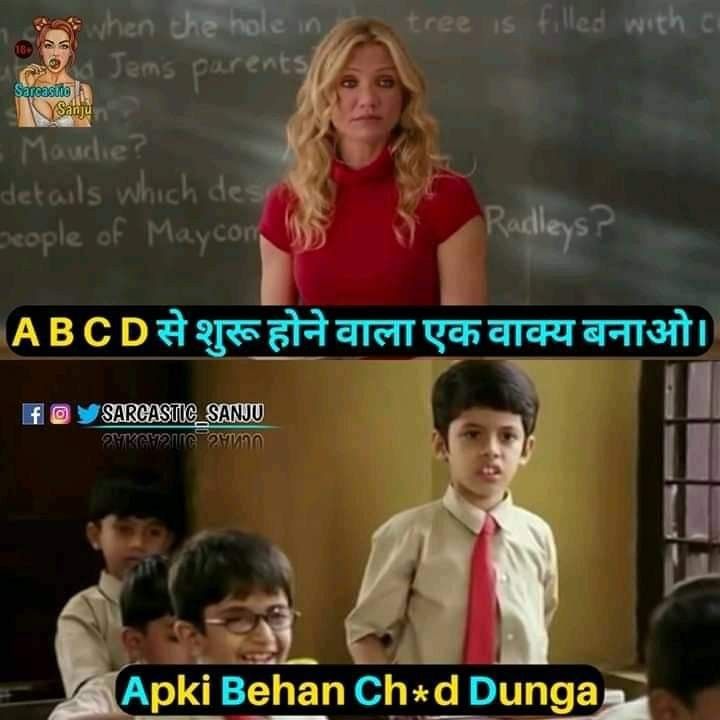 when the hole in tree is filled with
18+
Jem's parents
Sarcastic
Sanju
Maudie?
details which des
people of Maycom Radleys?
A B C D से शुरू होने वाला एक वाक्य बनाओ।
SARCASTIC_SANJU
Apki Behan Ch*d Dunga